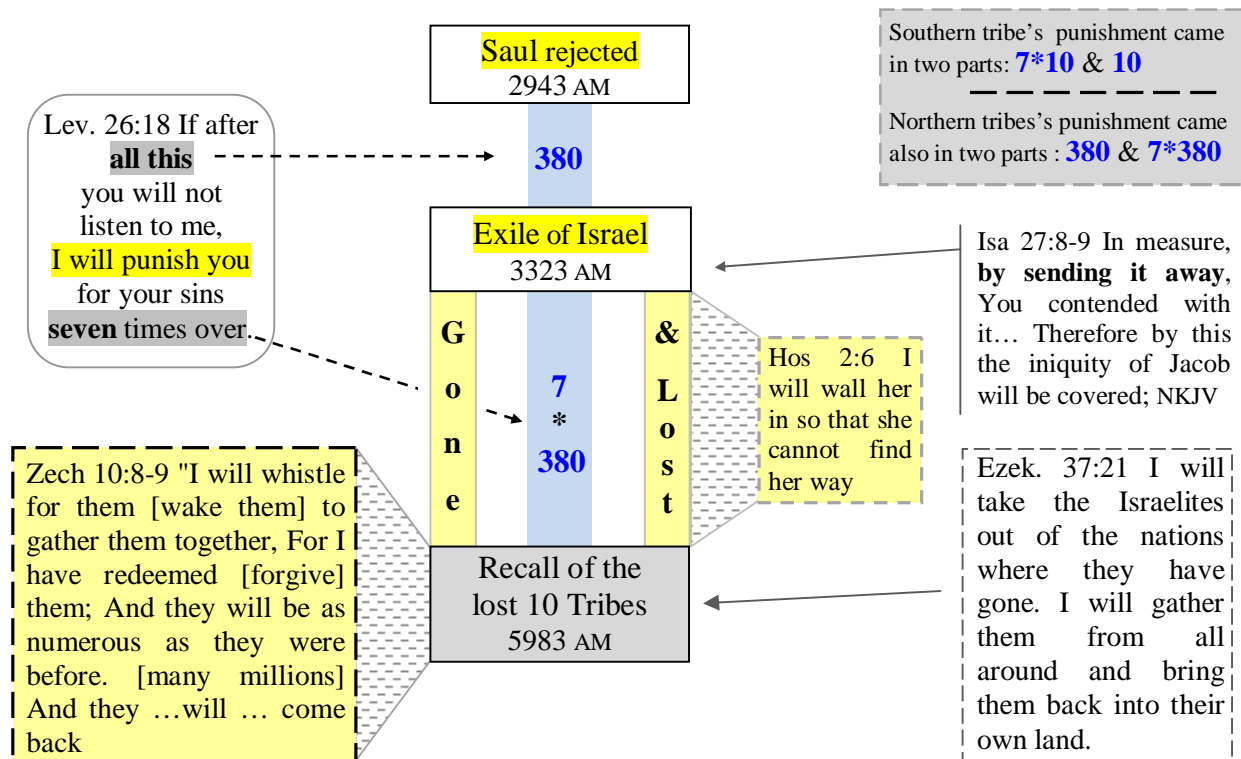 Saul rejected
2943 AM
Southern tribe's punishment came
in two parts: 7*10 & 10
Northern tribes's punishment came
also in two parts : 380 & 7*380
Lev. 26:18 If after
all this
you will not
listen to me,
I will punish you
for your sins
seven times over.
380
Exile of Israel
3323 AM
Isa 27:8-9 In measure,
by sending it away,
You contended with
it… Therefore by this
the iniquity of Jacob
will be covered; NKJV
G
o
n
e
7
*
380
&
L
o
s
t
Hos 2:6 I
will wall her
in so that she
cannot find
her way
Zech 10:8-9 "I will whistle
for them [wake them] to
gather them together, For I
have redeemed [forgive]
them; And they will be as
numerous as they were
before. [many millions]
And they …will … come
back
Recall of the
lost 10 Tribes
5983 AM
Ezek. 37:21 I will
take the Israelites
out of the nations
where they have
gone. I will gather
them from all
around and bring
them back into their
own land.